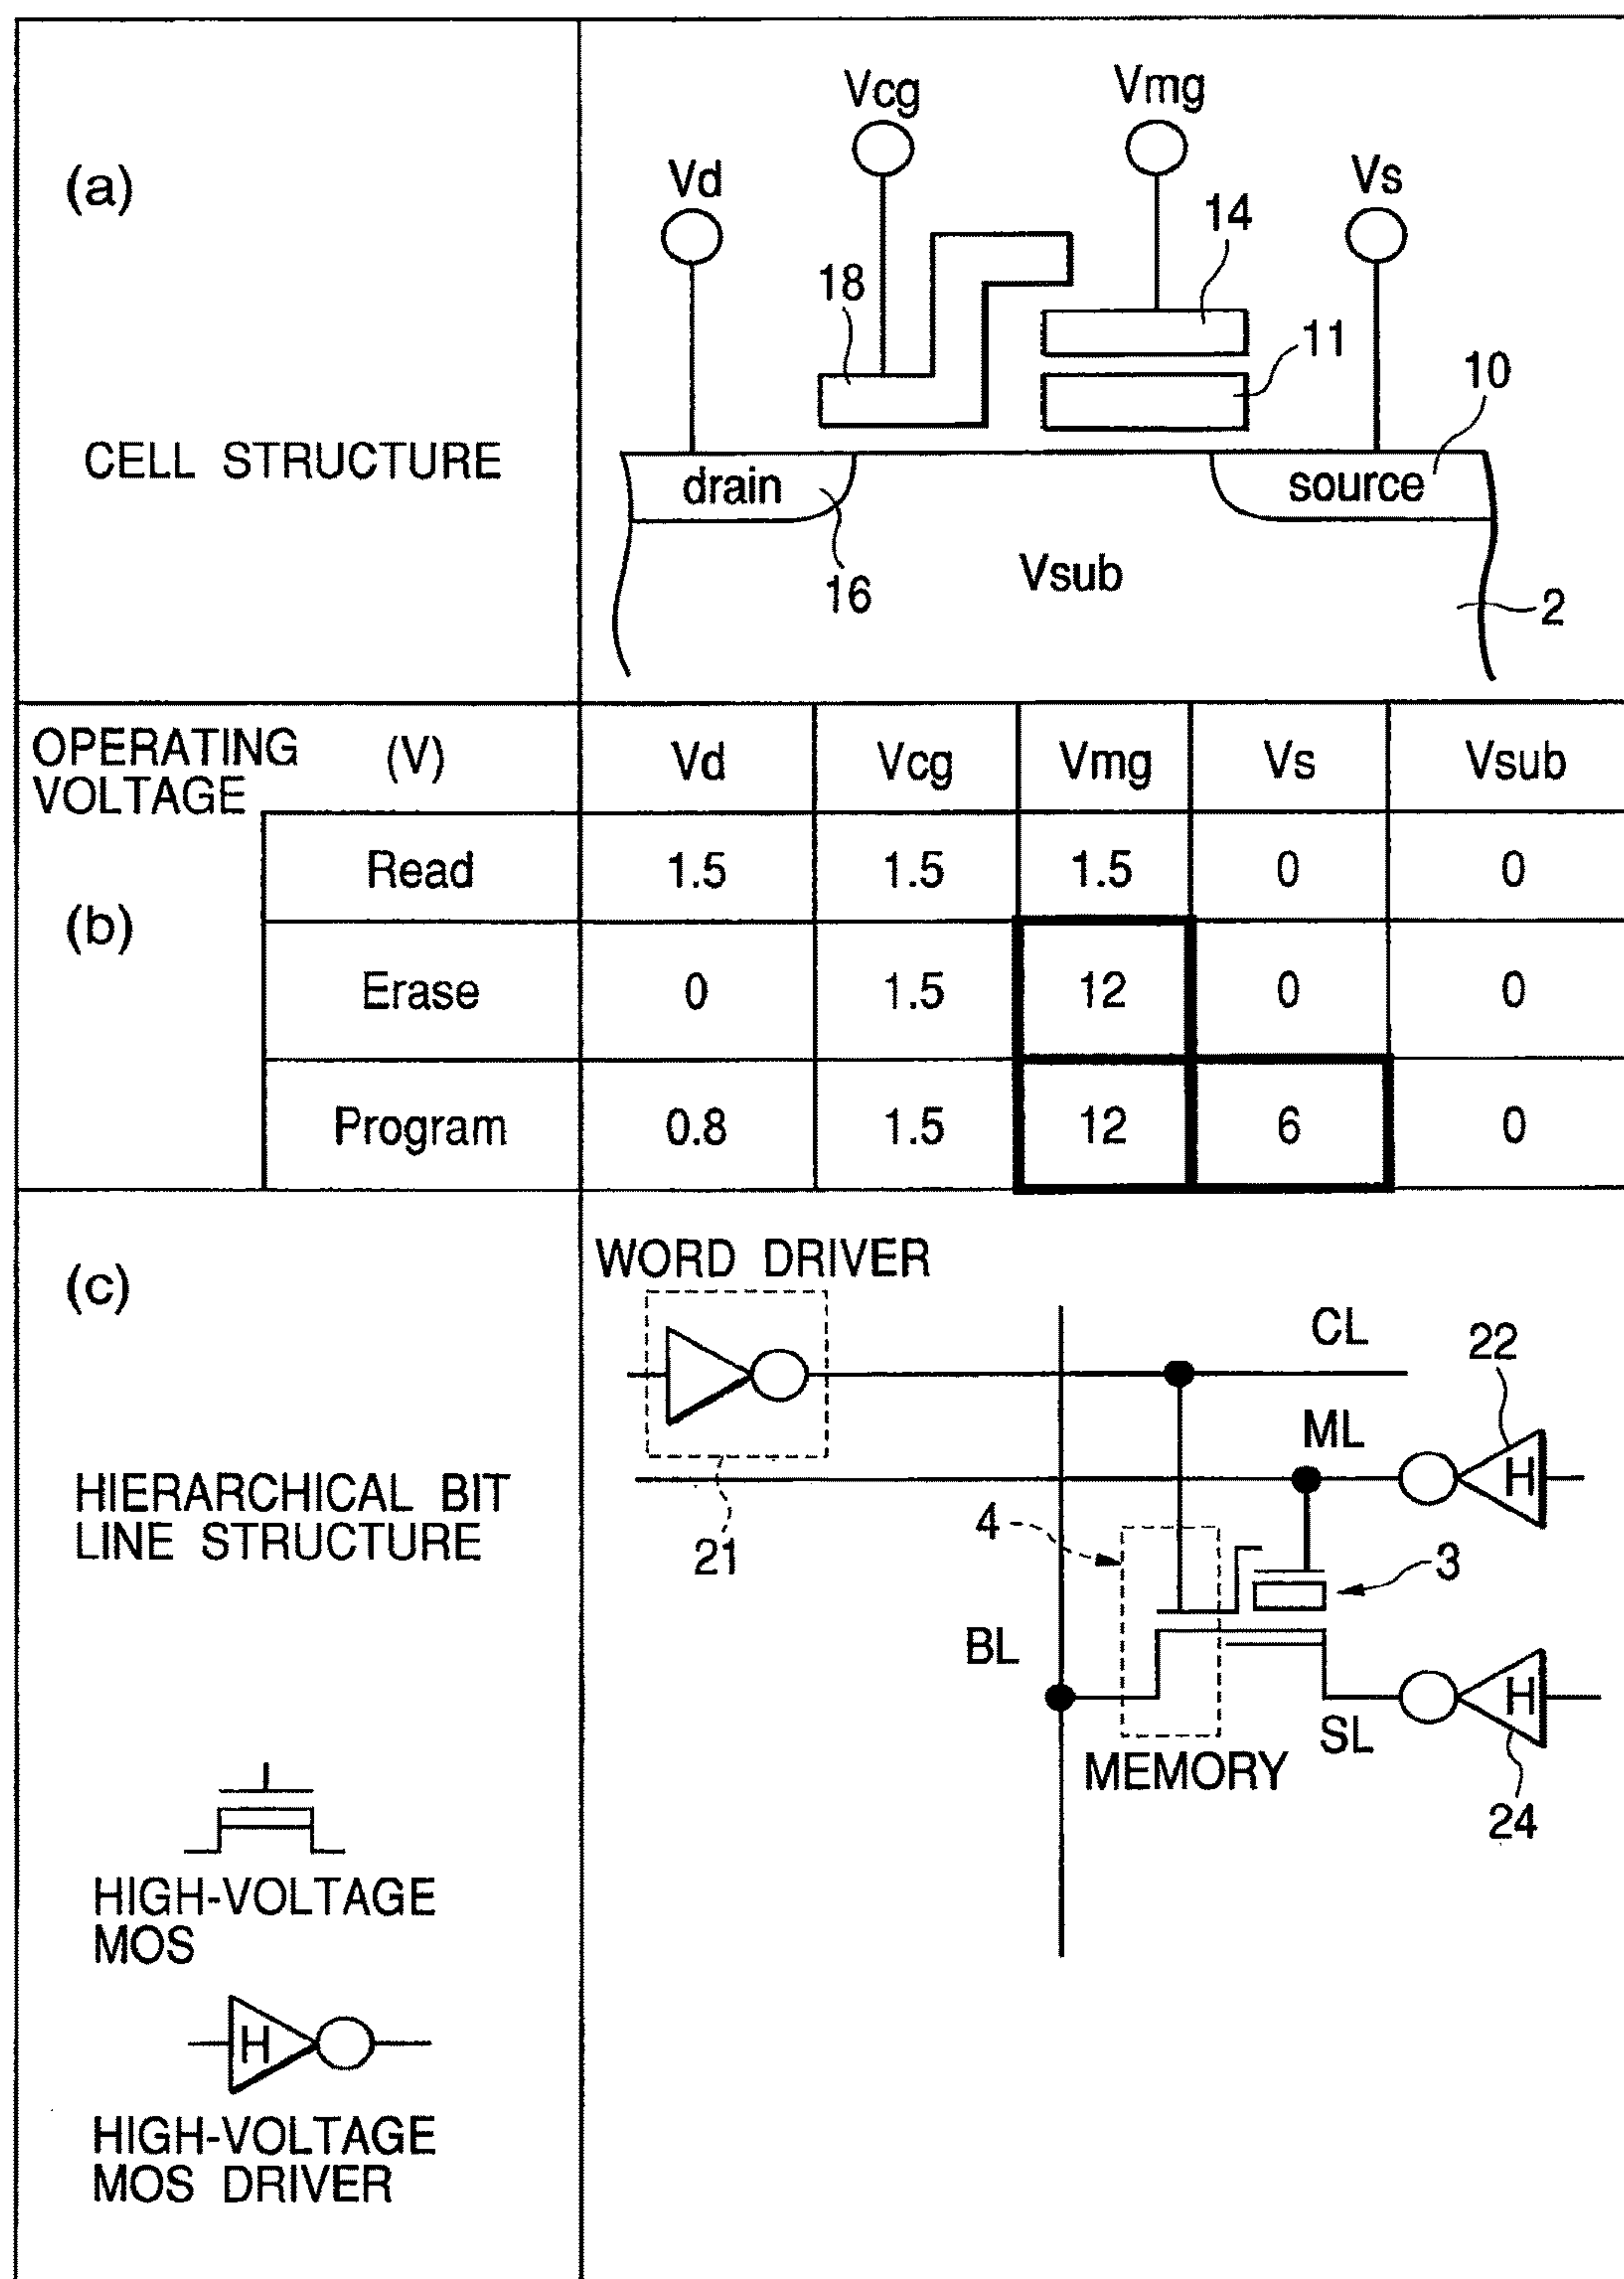 (a)
CELL STRUCTURE
Vcg
Vmg
Vd
Vs
14
18
11
10
drain
source
16
Vsub
2
OPERATING (V) Vd Vcg Vmg Vs Vsub
VOLTAGE
(b)
Read 1.5 1.5 1.5 0 0
Erase 0 1.5 12 0 0
Program 0.8 1.5 12 6 0
(c)
HIERARCHICAL BIT
LINE STRUCTURE
HIGH-VOLTAGE
MOS
H
HIGH-VOLTAGE
MOS DRIVER
WORD DRIVER
CL
22
ML
H
4
21
3
BL
H
SL
MEMORY
24